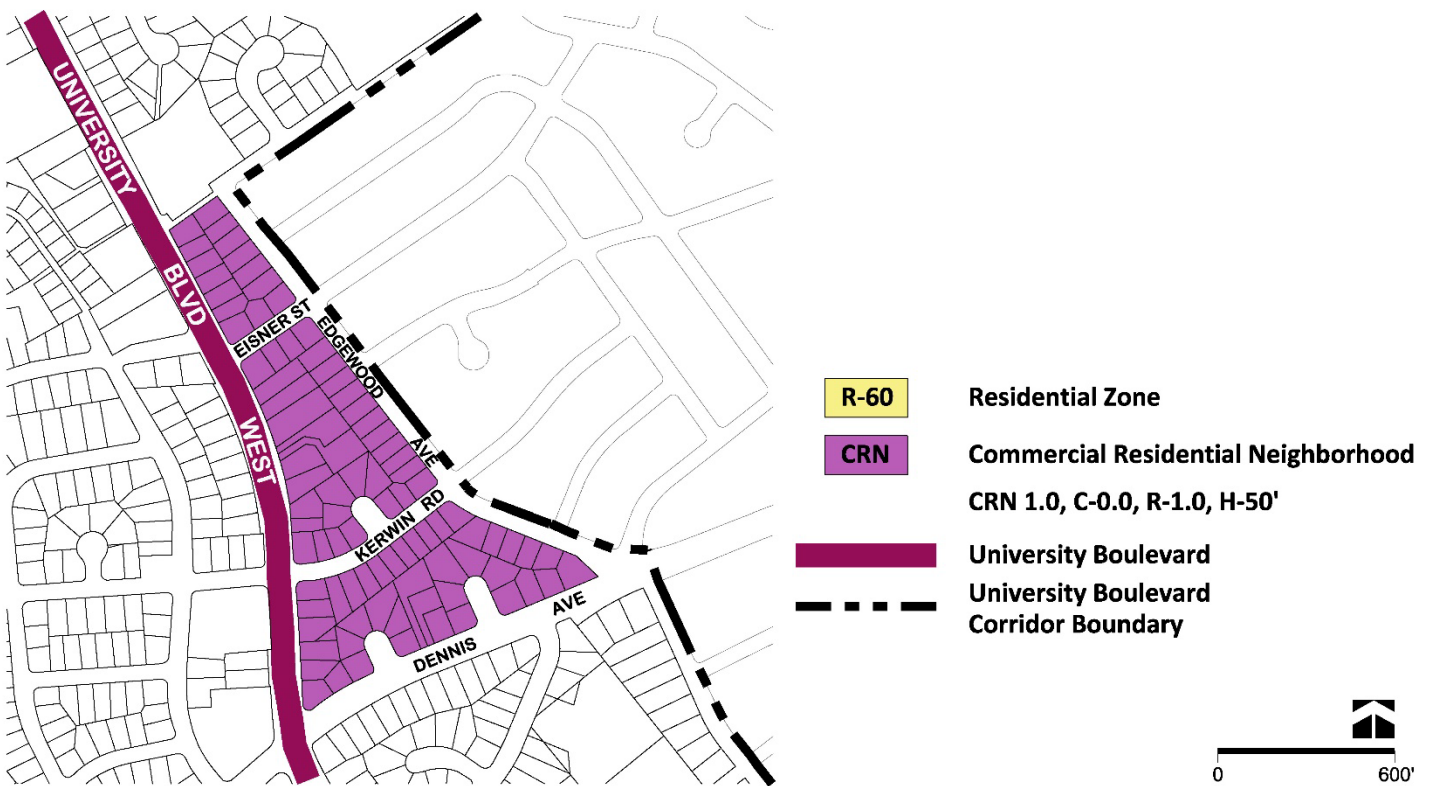 UNIVERSITY
BLVD
WEST
EISNER ST
EDGEWOOD
AVE
KERWIN RD
DENNIS
AVE
R-60
Residential Zone
CRN
Commercial Residential Neighborhood
CRN 1.0, C-0.0, R-1.0, H-50'
University Boulevard
University Boulevard
Corridor Boundary
0
600'